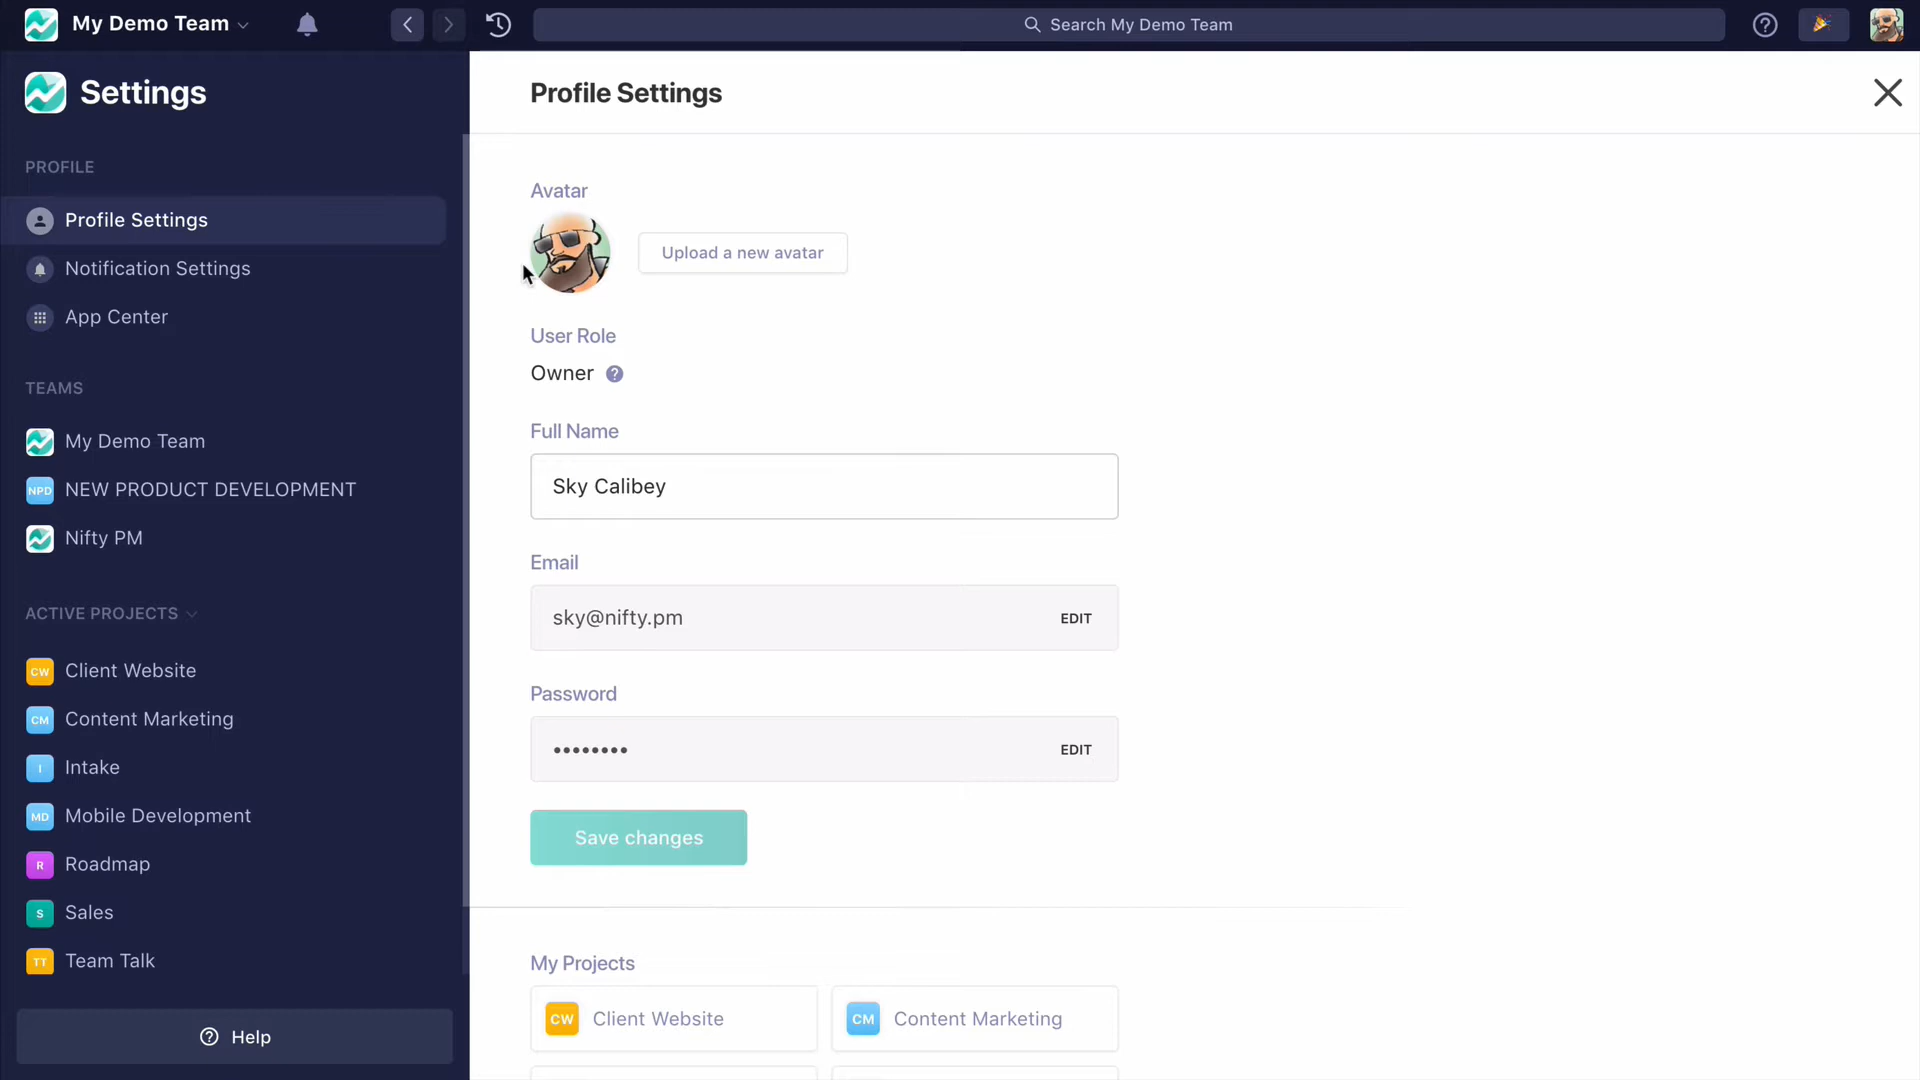 My Demo Team
Search My Demo Team
Settings
PROFILE
Profile Settings
Notification Settings
App Center
TEAMS
My Demo Team
NPD NEW PRODUCT DEVELOPMENT
Nifty PM
ACTIVE PROJECTS
CW Client Website
CM Content Marketing
I Intake
MD Mobile Development
R Roadmap
S Sales
TT Team Talk
? Help
Profile Settings
Avatar
Upload a new avatar
User Role
Owner ?
Full Name
Sky Calibey
Email
sky@nifty.pm EDIT
Password
•••••••• EDIT
Save changes
My Projects
CW Client Website
CM Content Marketing